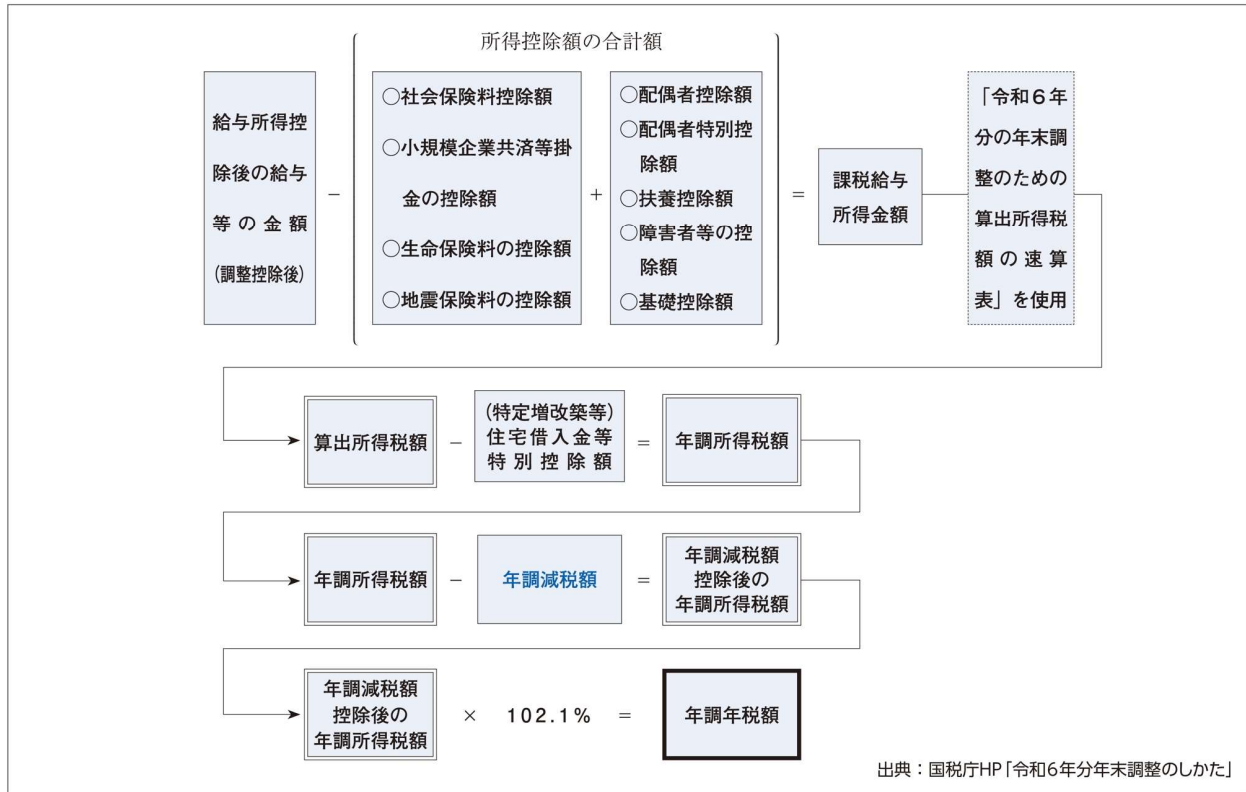 所得控除額の合計額
給与所得控
除後の給与
等の金額
(調整控除後)
−
○社会保険料控除額
○小規模企業共済等掛
金の控除額
○生命保険料の控除額
○地震保険料の控除額
+
○配偶者控除額
○配偶者特別控
除額
○扶養控除額
○障害者等の控
除額
○基礎控除額
=
課税給与
所得金額
「令和6年
分の年末調
整のための
算出所得税
額の速算
表」を使用
算出所得税額
−
(特定増改築等)
住宅借入金等
特別控除額
=
年調所得税額
年調所得税額
−
年調減税額
=
年調減税額
控除後の
年調所得税額
年調減税額
控除後の
年調所得税額
× 102.1% =
年調年税額
出典：国税庁HP「令和6年分年末調整のしかた」